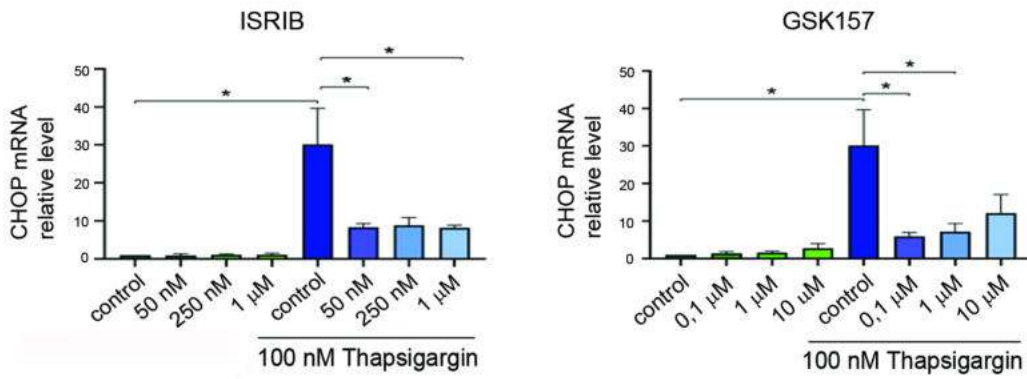 ISRIB
CHOP mRNA
relative level
50
40
30
20
10
0
*
*
*
control
50 nM
250 nM
1 µM
control
50 nM
250 nM
1 µM
100 nM Thapsigargin
GSK157
CHOP mRNA
relative level
50
40
30
20
10
0
*
*
*
control
0,1 µM
1 µM
10 µM
control
0,1 µM
1 µM
10 µM
100 nM Thapsigargin